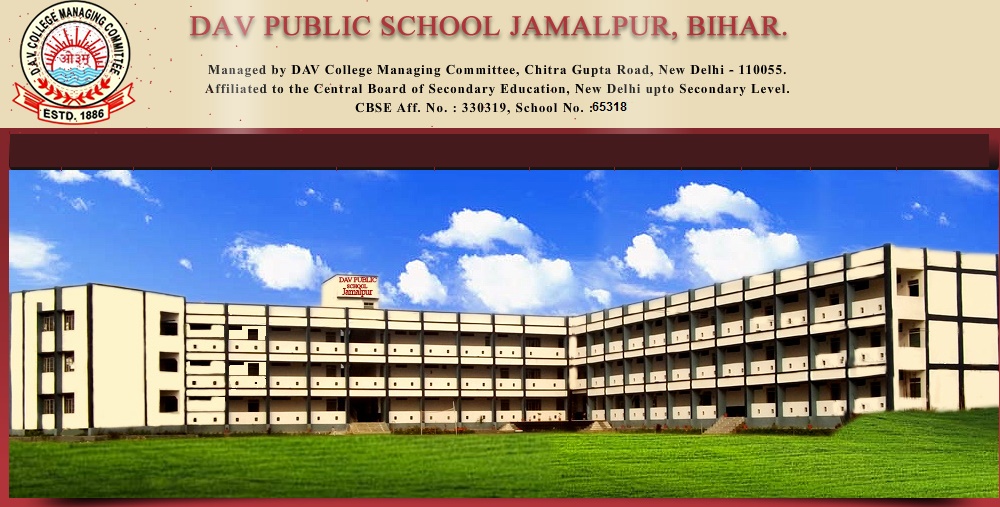 DAV PUBLIC SCHOOL JAMALPUR, BIHAR.
Managed by DAV College Managing Committee, Chitra Gupta Road, New Delhi - 110055.
Affiliated to the Central Board of Secondary Education, New Delhi upto Secondary Level.
CBSE Aff. No. : 330319, School No. :65318
D.A.V. COLLEGE MANAGING COMMITTEE
ओ३म्
ESTD. 1886
DAV PUBLIC
SCHOOL
Jamalpur